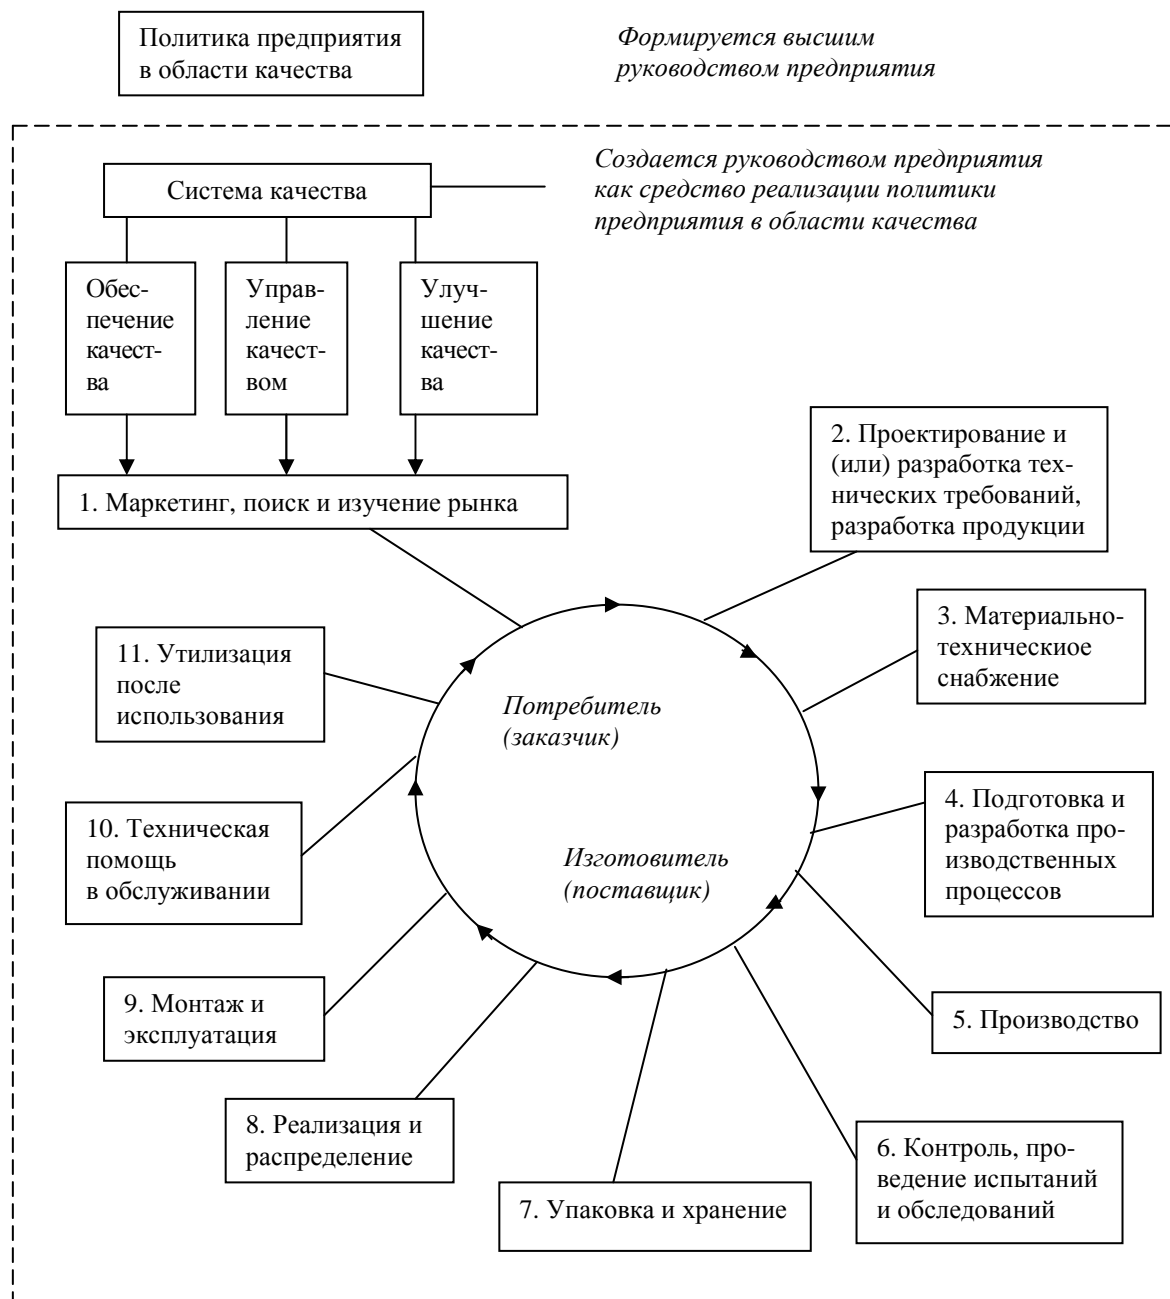 Политика предприятия
в области качества
Формируется высшим
руководством предприятия
Создается руководством предприятия
как средство реализации политики
предприятия в области качества
Система качества
Обес-
печение
качест-
ва
Управ-
ление
качест-
вом
Улуч-
шение
качест-
ва
1. Маркетинг, поиск и изучение рынка
2. Проектирование и
(или) разработка тех-
нических требований,
разработка продукции
3. Материально-
техническиое
снабжение
4. Подготовка и
разработка про-
изводственных
процессов
5. Производство
6. Контроль, про-
ведение испытаний
и обследований
7. Упаковка и хранение
8. Реализация и
распределение
9. Монтаж и
эксплуатация
10. Техническая
помощь
в обслуживании
11. Утилизация
после
использования
Потребитель
(заказчик)
Изготовитель
(поставщик)